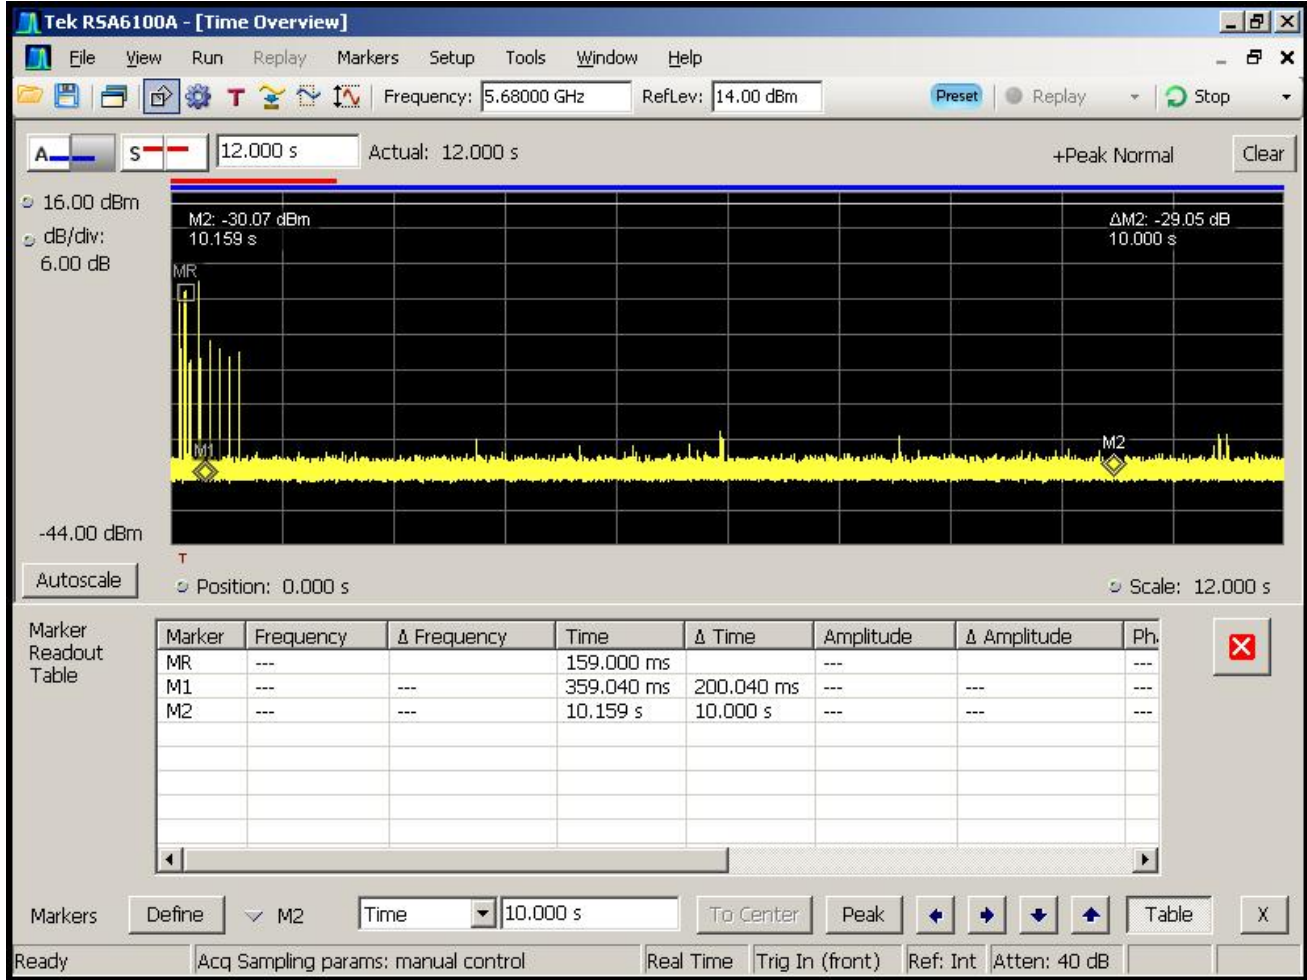 Tek RSA6100A - [Time Overview]
File View Run Replay Markers Setup Tools Window Help
T Frequency: 5.68000 GHz RefLev: 14.00 dBm Preset Replay Stop
A S 12.000 s Actual: 12.000 s +Peak Normal Clear
16.00 dBm
dB/div:
6.00 dB
M2: -30.07 dBm
10.159 s
ΔM2: -29.05 dB
10.000 s
MR
M1
M2
-44.00 dBm
T
Autoscale Position: 0.000 s Scale: 12.000 s
Marker
Readout
Table
Marker Frequency Δ Frequency Time Δ Time Amplitude Δ Amplitude Pha
MR --- 159.000 ms --- ---
M1 --- --- 359.040 ms 200.040 ms --- --- ---
M2 --- --- 10.159 s 10.000 s --- --- ---
Markers Define M2 Time 10.000 s To Center Peak Table X
Ready Acq Sampling params: manual control Real Time Trig In (front) Ref: Int Atten: 40 dB